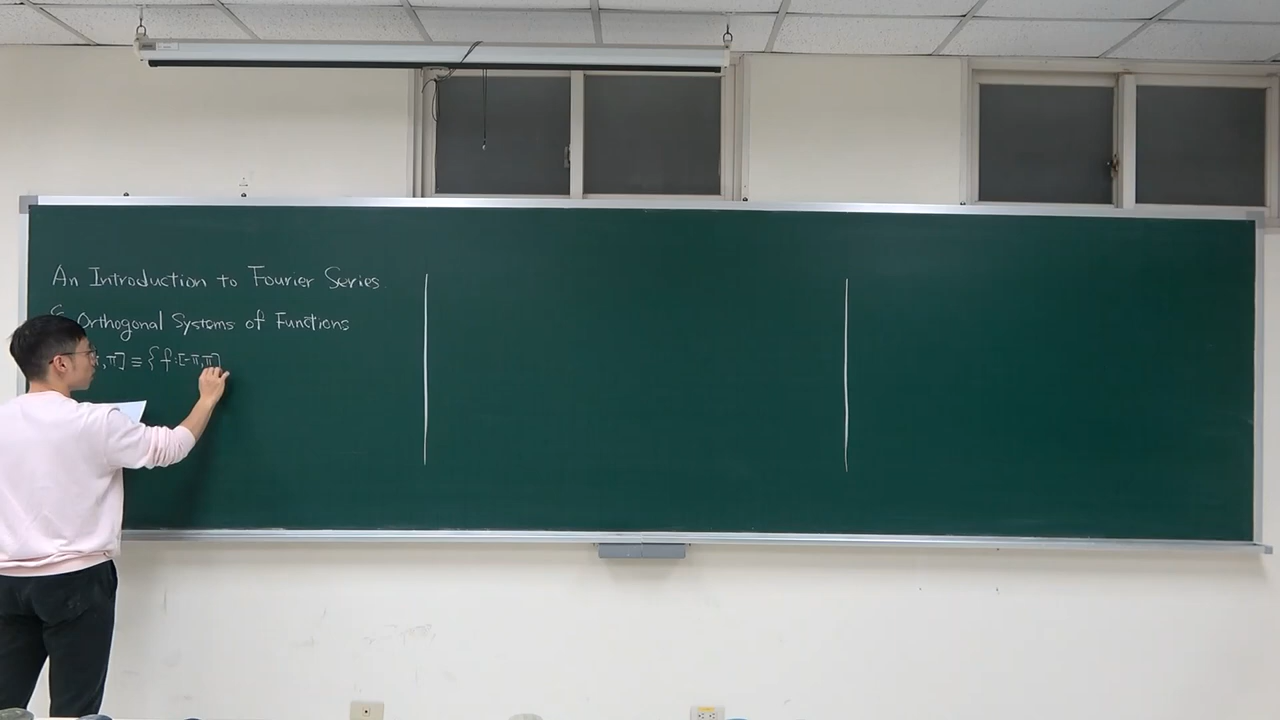 An Introduction to Fourier Series
§ Orthogonal Systems of Functions
, π] ≡ { f : [-π, π]